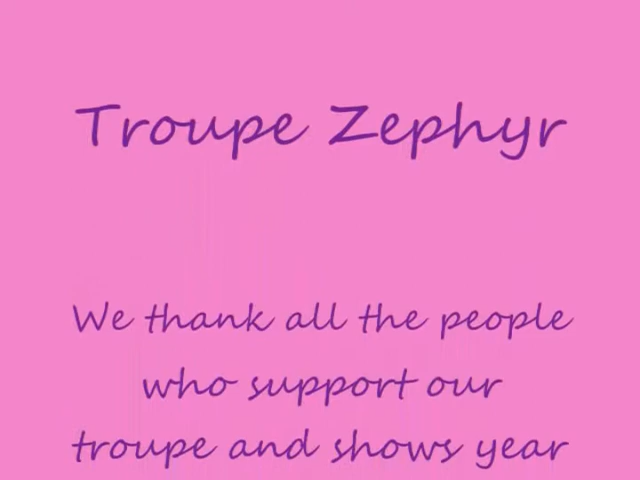 Troupe Zephyr
We thank all the people
who support our
troupe and shows year